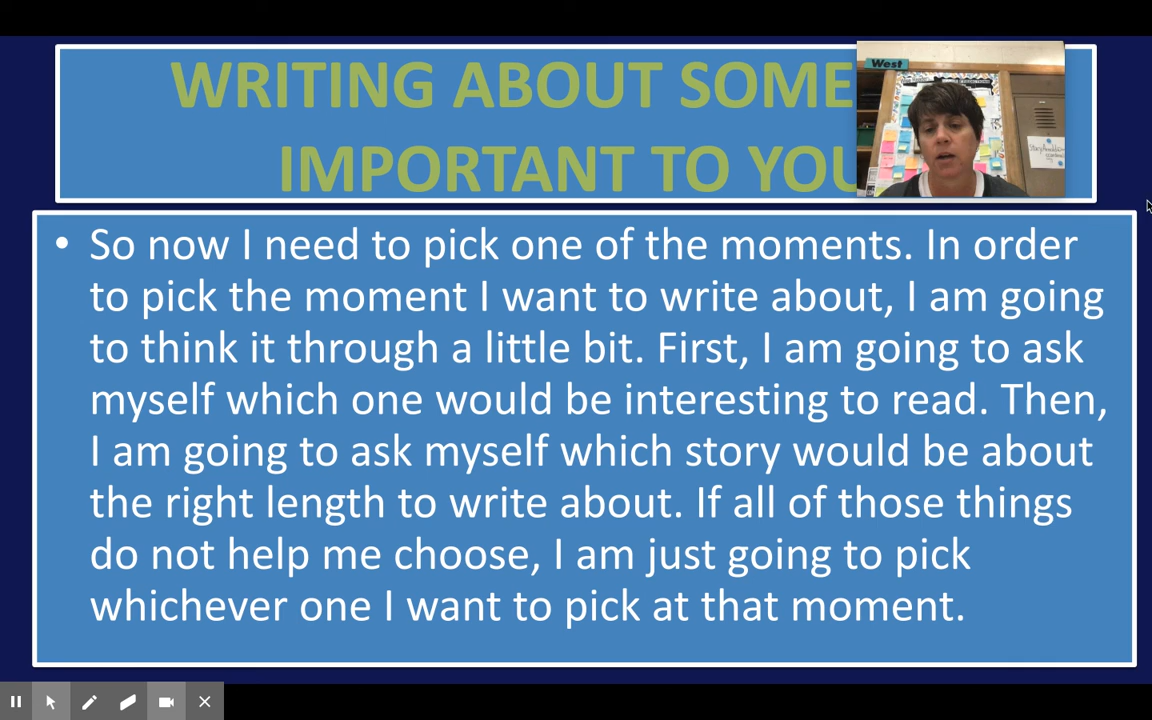 WRITING ABOUT SOME
IMPORTANT TO YOU
West
• So now I need to pick one of the moments. In order
to pick the moment I want to write about, I am going
to think it through a little bit. First, I am going to ask
myself which one would be interesting to read. Then,
I am going to ask myself which story would be about
the right length to write about. If all of those things
do not help me choose, I am just going to pick
whichever one I want to pick at that moment.